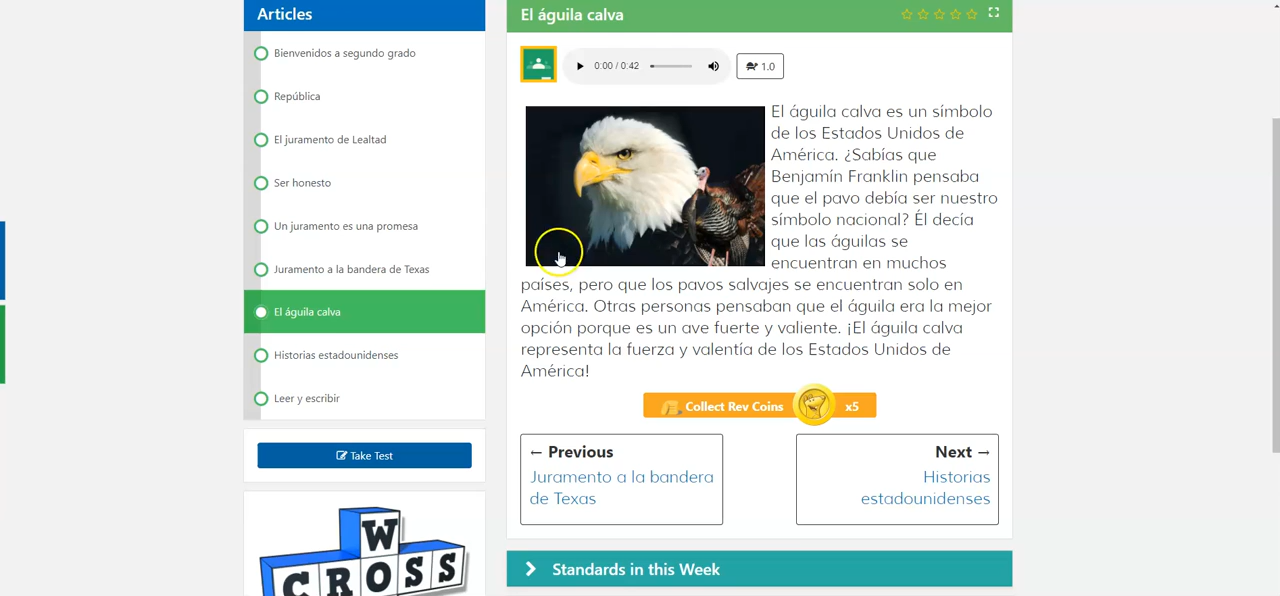 Articles
Bienvenidos a segundo grado
República
El juramento de Lealtad
Ser honesto
Un juramento es una promesa
Juramento a la bandera de Texas
El águila calva
Historias estadounidenses
Leer y escribir
Take Test
W
CROSS
El águila calva
0:00 / 0:42
1.0
El águila calva es un símbolo
de los Estados Unidos de
América. ¿Sabías que
Benjamín Franklin pensaba
que el pavo debía ser nuestro
símbolo nacional? Él decía
que las águilas se
encuentran en muchos
países, pero que los pavos salvajes se encuentran solo en
América. Otras personas pensaban que el águila era la mejor
opción porque es un ave fuerte y valiente. ¡El águila calva
representa la fuerza y valentía de los Estados Unidos de
América!
Collect Rev Coins x5
← Previous
Juramento a la bandera
de Texas
Next →
Historias
estadounidenses
Standards in this Week